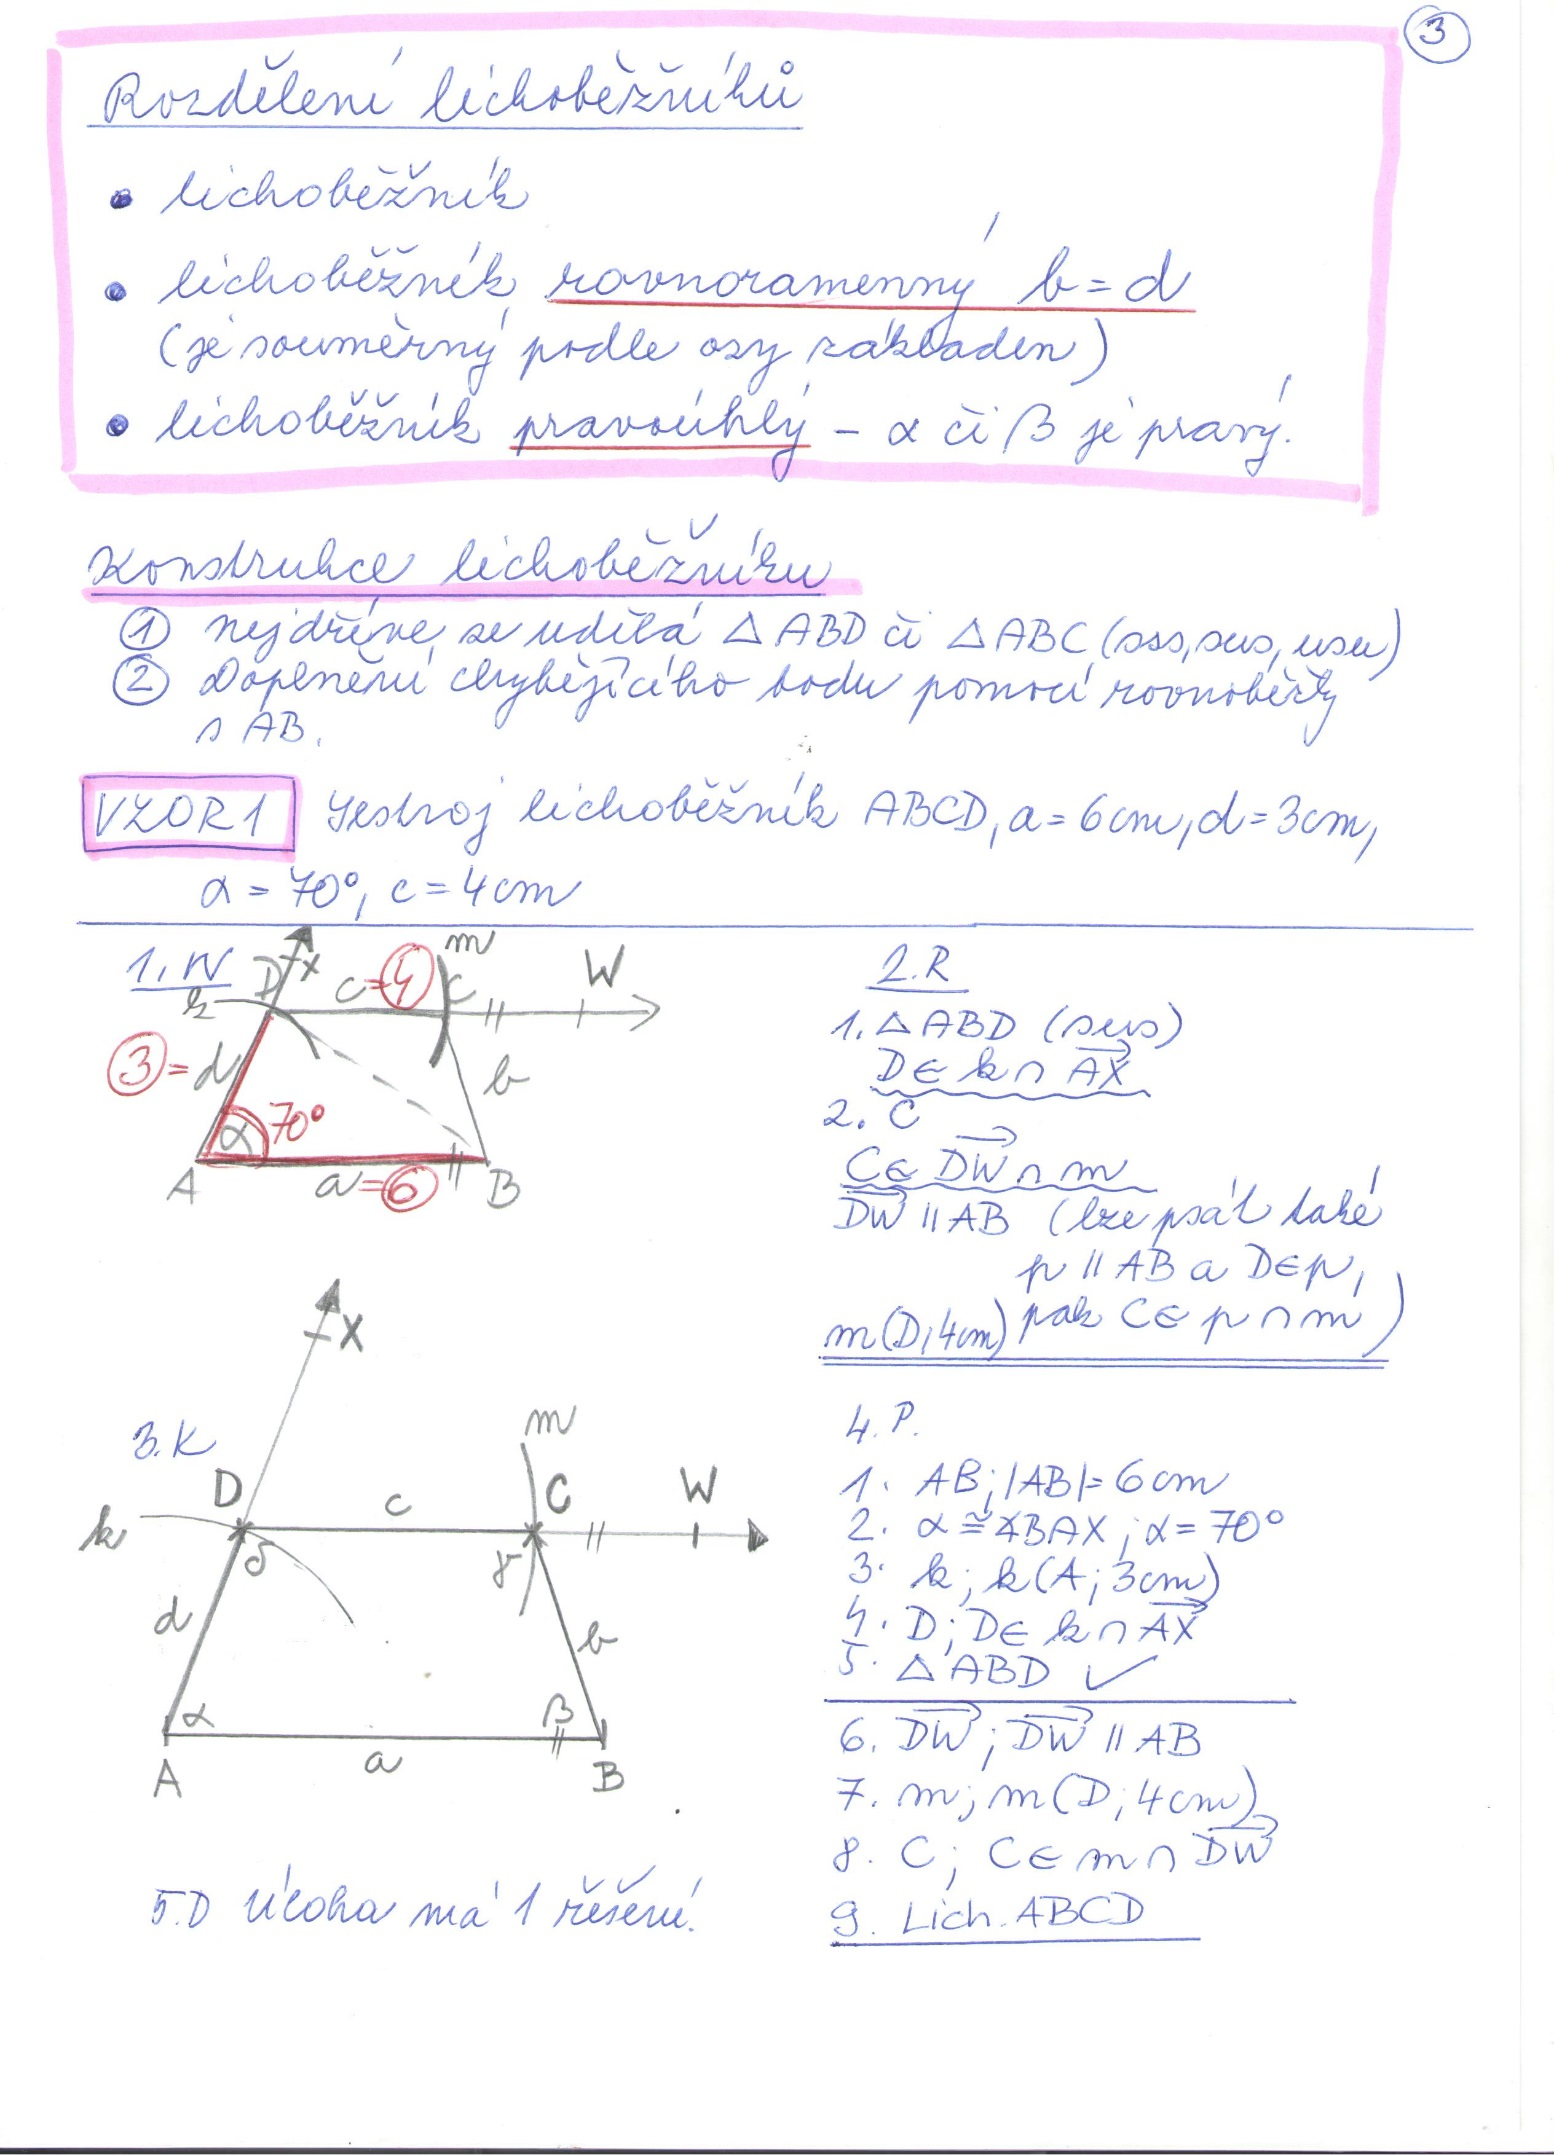 3
Rozdělení lichoběžníků
• lichoběžník
• lichoběžník rovnoramenný b = d
(je souměrný podle osy základen)
• lichoběžník pravoúhlý – α či β je pravý.
Konstrukce lichoběžníku
① nejdříve se udělá △ ABD či △ ABC (sss, sus, usu)
② Doplnění chybějícího bodu pomocí rovnoběžky
s AB.
VZOR 1 Sestroj lichoběžník ABCD, a = 6cm, d = 3cm,
α = 70°, c = 4cm
1. N
k D X c=4 m C W
3 = d b
α 70°
A a=6 B
2. R
1. △ ABD (sus)
D ∈ k ∩ AX
2. C
C ∈ DW ∩ m
DW ∥ AB (lze psát také
p ∥ AB a D ∈ p,
m(D; 4cm) pak C ∈ p ∩ m)
3. K
X
k D c m C W
δ γ
d b
α β
A a B
4. P.
1. AB; |AB| = 6cm
2. α ≅ ∢BAX; α = 70°
3. k; k(A; 3cm)
4. D; D ∈ k ∩ AX
5. △ ABD ✓
6. DW; DW ∥ AB
7. m; m(D; 4cm)
8. C; C ∈ m ∩ DW
9. Lich. ABCD
5. D Úloha má 1 řešení.